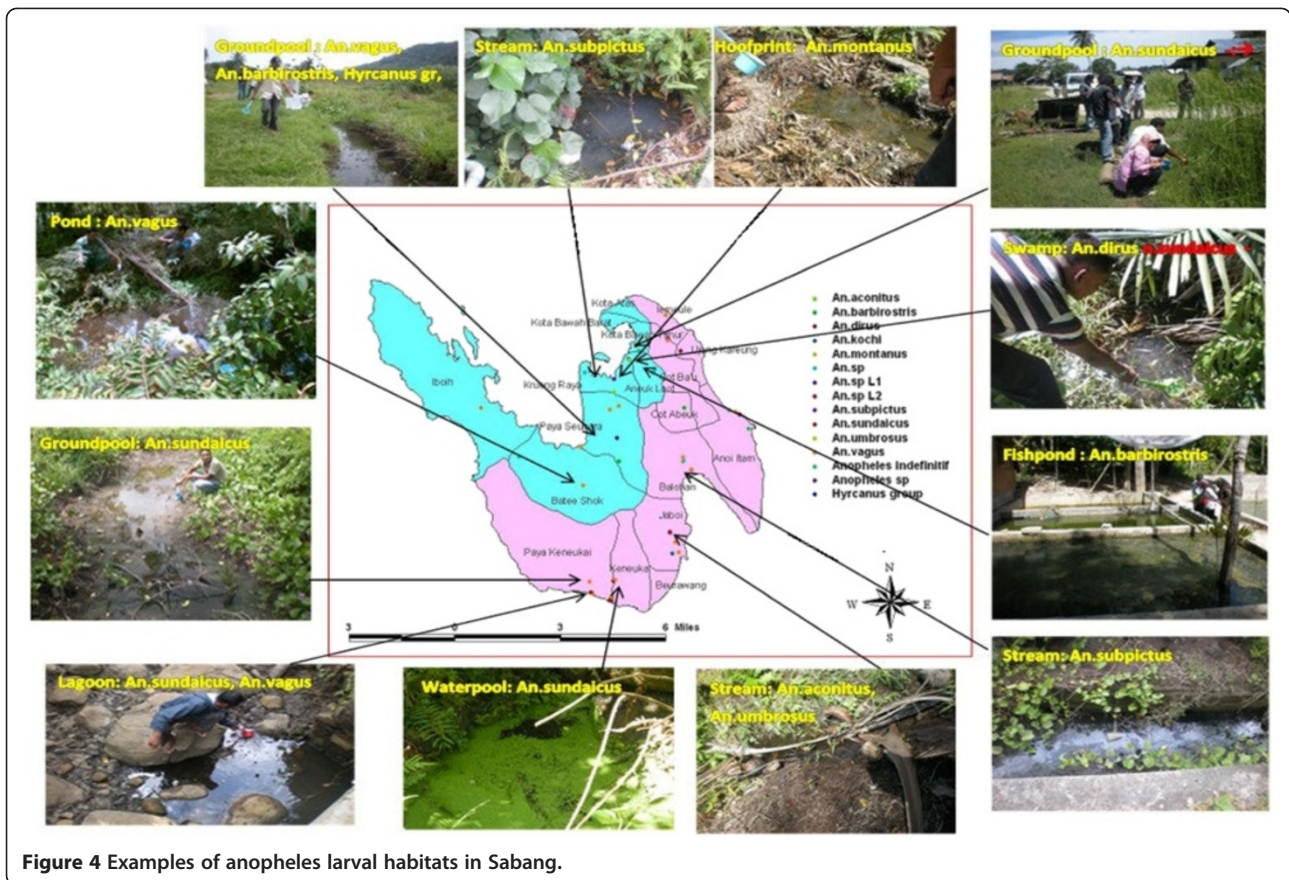 Groundpool : An.vagus,
An.barbirostris, Hyrcanus gr,
Stream: An.subpictus
Hoofprint: An.montanus
Groundpool : An.sundaicus
Pond : An.vagus
Swamp: An.dirus
Groundpool: An.sundaicus
Fishpond : An.barbirostris
Lagoon: An.sundaicus, An.vagus
Waterpool: An.sundaicus
Stream: An.aconitus,
An.umbrosus
Stream: An.subpictus
Kota Atas
Kota Bawah Barat
Kota Bawah
Iboih
Krueng Raya
Aneuk Laot
Cot Ba'u
Cot Abeuk
Paya Seunara
Anoi Itam
Balohan
Batee Shok
Jaboi
Paya Keneukai
Keneukai
Beurawang
An.aconitus
An.barbirostris
An.dirus
An.kochi
An.montanus
An.sp
An.sp L1
An.sp L2
An.subpictus
An.sundaicus
An.umbrosus
An.vagus
Anopheles indefinitif
Anopheles sp
Hyrcanus group
N
W E
S
3 0 3 6 Miles
Figure 4 Examples of anopheles larval habitats in Sabang.